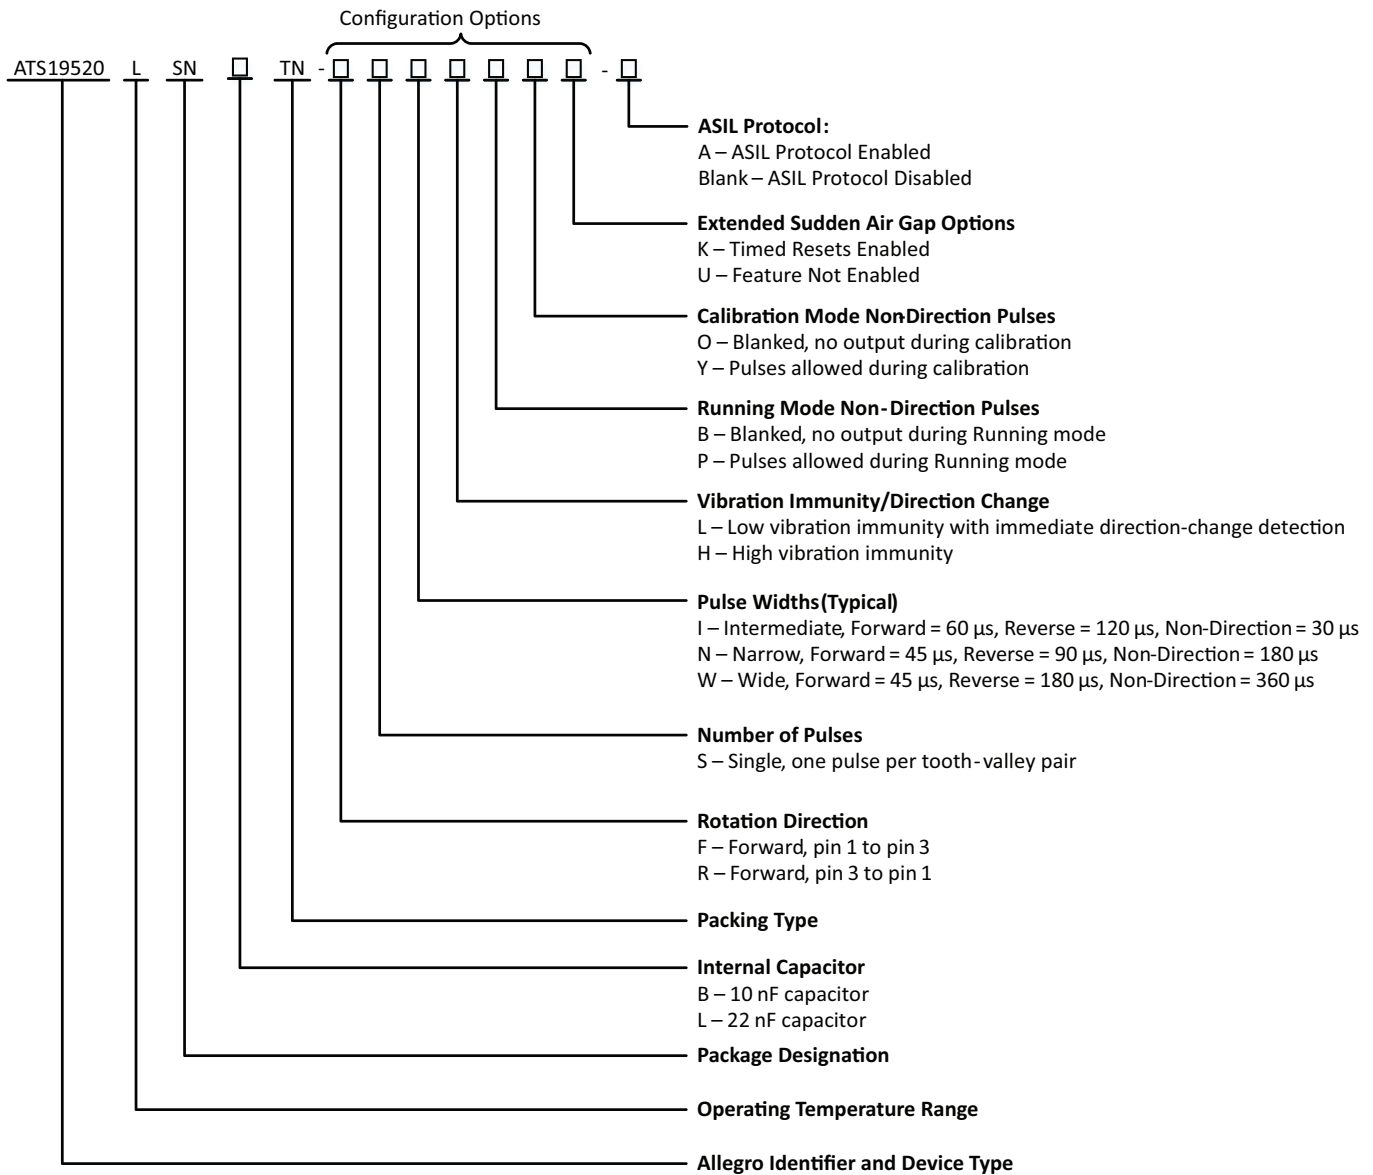 Configuration Options
ATS19520 L SN □ TN - □ □ □ □ □ □ □ - □
ASIL Protocol:
A – ASIL Protocol Enabled
Blank – ASIL Protocol Disabled
Extended Sudden Air Gap Options
K – Timed Resets Enabled
U – Feature Not Enabled
Calibration Mode Non-Direction Pulses
O – Blanked, no output during calibration
Y – Pulses allowed during calibration
Running Mode Non-Direction Pulses
B – Blanked, no output during Running mode
P – Pulses allowed during Running mode
Vibration Immunity/Direction Change
L – Low vibration immunity with immediate direction-change detection
H – High vibration immunity
Pulse Widths (Typical)
I – Intermediate, Forward = 60 µs, Reverse = 120 µs, Non-Direction = 30 µs
N – Narrow, Forward = 45 µs, Reverse = 90 µs, Non-Direction = 180 µs
W – Wide, Forward = 45 µs, Reverse = 180 µs, Non-Direction = 360 µs
Number of Pulses
S – Single, one pulse per tooth-valley pair
Rotation Direction
F – Forward, pin 1 to pin 3
R – Forward, pin 3 to pin 1
Packing Type
Internal Capacitor
B – 10 nF capacitor
L – 22 nF capacitor
Package Designation
Operating Temperature Range
Allegro Identifier and Device Type